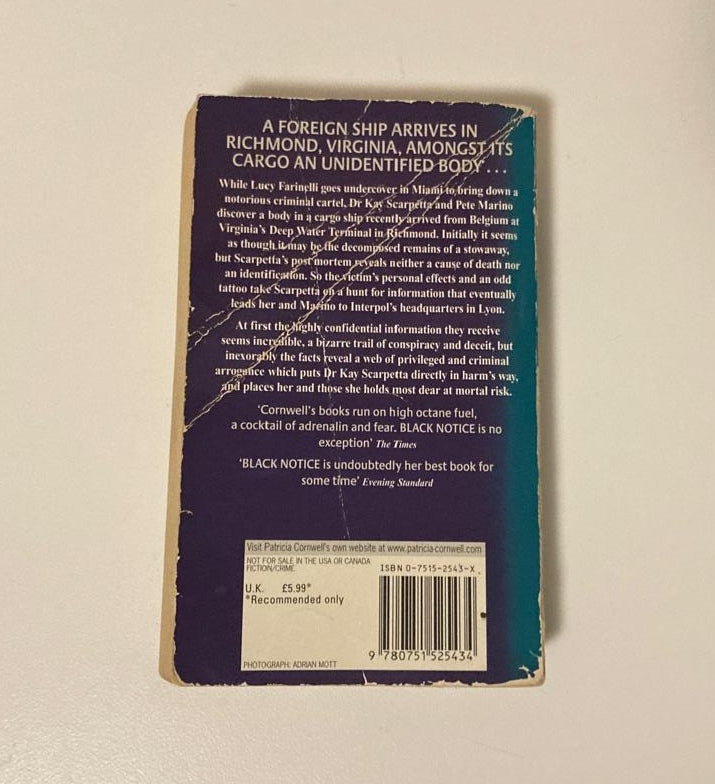 A FOREIGN SHIP ARRIVES IN
RICHMOND, VIRGINIA, AMONGST ITS
CARGO AN UNIDENTIFIED BODY . . .
While Lucy Farinelli goes undercover in Miami to bring down a
notorious criminal cartel, Dr Kay Scarpetta and Pete Marino
discover a body in a cargo ship recently arrived from Belgium at
Virginia's Deep Water Terminal in Richmond. Initially it seems
as though it may be the decomposed remains of a stowaway,
but Scarpetta's post mortem reveals neither a cause of death nor
an identification. So the victim's personal effects and an odd
tattoo take Scarpetta on a hunt for information that eventually
leads her and Marino to Interpol's headquarters in Lyon.
At first the highly confidential information they receive
seems incredible, a bizarre trail of conspiracy and deceit, but
inexorably the facts reveal a web of privileged and criminal
arrogance which puts Dr Kay Scarpetta directly in harm's way,
and places her and those she holds most dear at mortal risk.
'Cornwell's books run on high octane fuel,
a cocktail of adrenalin and fear. BLACK NOTICE is no
exception' The Times
'BLACK NOTICE is undoubtedly her best book for
some time' Evening Standard
Visit Patricia Cornwell's own website at www.patricia-cornwell.com
NOT FOR SALE IN THE USA OR CANADA
FICTION/CRIME
ISBN 0-7515-2543-X
U.K. £5.99*
*Recommended only
9 780751 525434
PHOTOGRAPH: ADRIAN MOTT